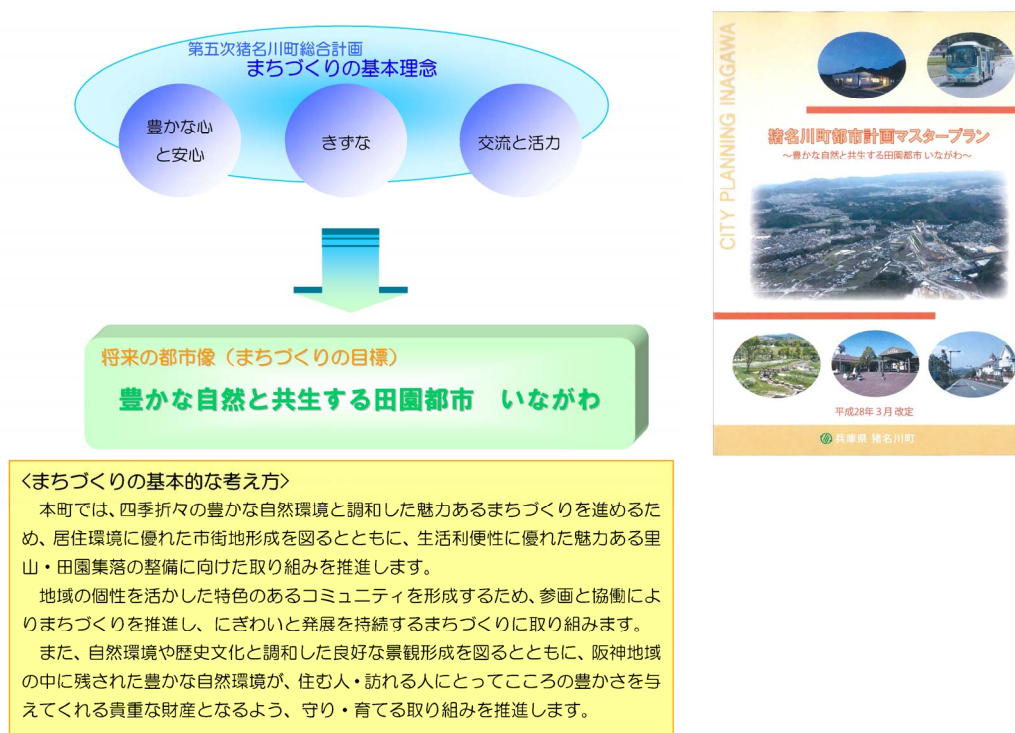 第五次猪名川町総合計画
まちづくりの基本理念
豊かな心
と安心
きずな
交流と活力
将来の都市像（まちづくりの目標）
豊かな自然と共生する田園都市　いながわ
<まちづくりの基本的な考え方>
　本町では、四季折々の豊かな自然環境と調和した魅力あるまちづくりを進めるた
め、居住環境に優れた市街地形成を図るとともに、生活利便性に優れた魅力ある里
山・田園集落の整備に向けた取り組みを推進します。
　地域の個性を活かした特色のあるコミュニティを形成するため、参画と協働によ
りまちづくりを推進し、にぎわいと発展を持続するまちづくりに取り組みます。
　また、自然環境や歴史文化と調和した良好な景観形成を図るとともに、阪神地域
の中に残された豊かな自然環境が、住む人・訪れる人にとってこころの豊かさを与
えてくれる貴重な財産となるよう、守り・育てる取り組みを推進します。
CITY PLANNING INAGAWA
猪名川町都市計画マスタープラン
～豊かな自然と共生する田園都市 いながわ～
平成28年３月 改定
兵庫県 猪名川町